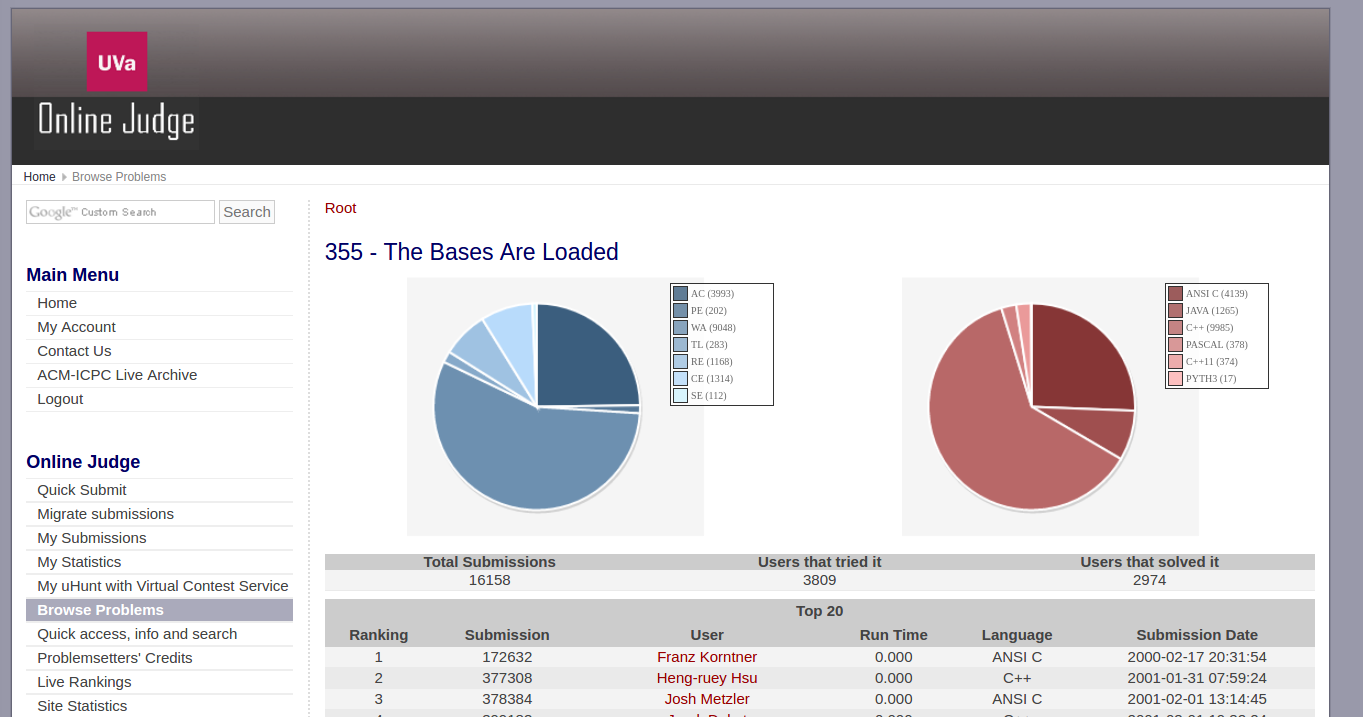 UVa
Online Judge
Home Browse Problems
Google™ Custom Search Search
Main Menu
Home
My Account
Contact Us
ACM-ICPC Live Archive
Logout
Online Judge
Quick Submit
Migrate submissions
My Submissions
My Statistics
My uHunt with Virtual Contest Service
Browse Problems
Quick access, info and search
Problemsetters' Credits
Live Rankings
Site Statistics
Root
355 - The Bases Are Loaded
AC (3993)
PE (202)
WA (9048)
TL (283)
RE (1168)
CE (1314)
SE (112)
ANSI C (4139)
JAVA (1265)
C++ (9985)
PASCAL (378)
C++11 (374)
PYTH3 (17)
Total Submissions Users that tried it Users that solved it
16158 3809 2974
Top 20
Ranking Submission User Run Time Language Submission Date
1 172632 Franz Korntner 0.000 ANSI C 2000-02-17 20:31:54
2 377308 Heng-ruey Hsu 0.000 C++ 2001-01-31 07:59:24
3 378384 Josh Metzler 0.000 ANSI C 2001-02-01 13:14:45